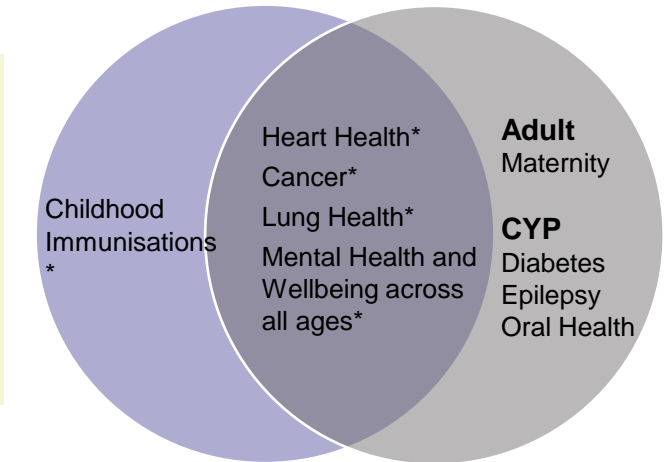 Childhood
Immunisations
*
Heart Health*
Cancer*
Lung Health*
Mental Health and
Wellbeing across
all ages*
Adult
Maternity
CYP
Diabetes
Epilepsy
Oral Health